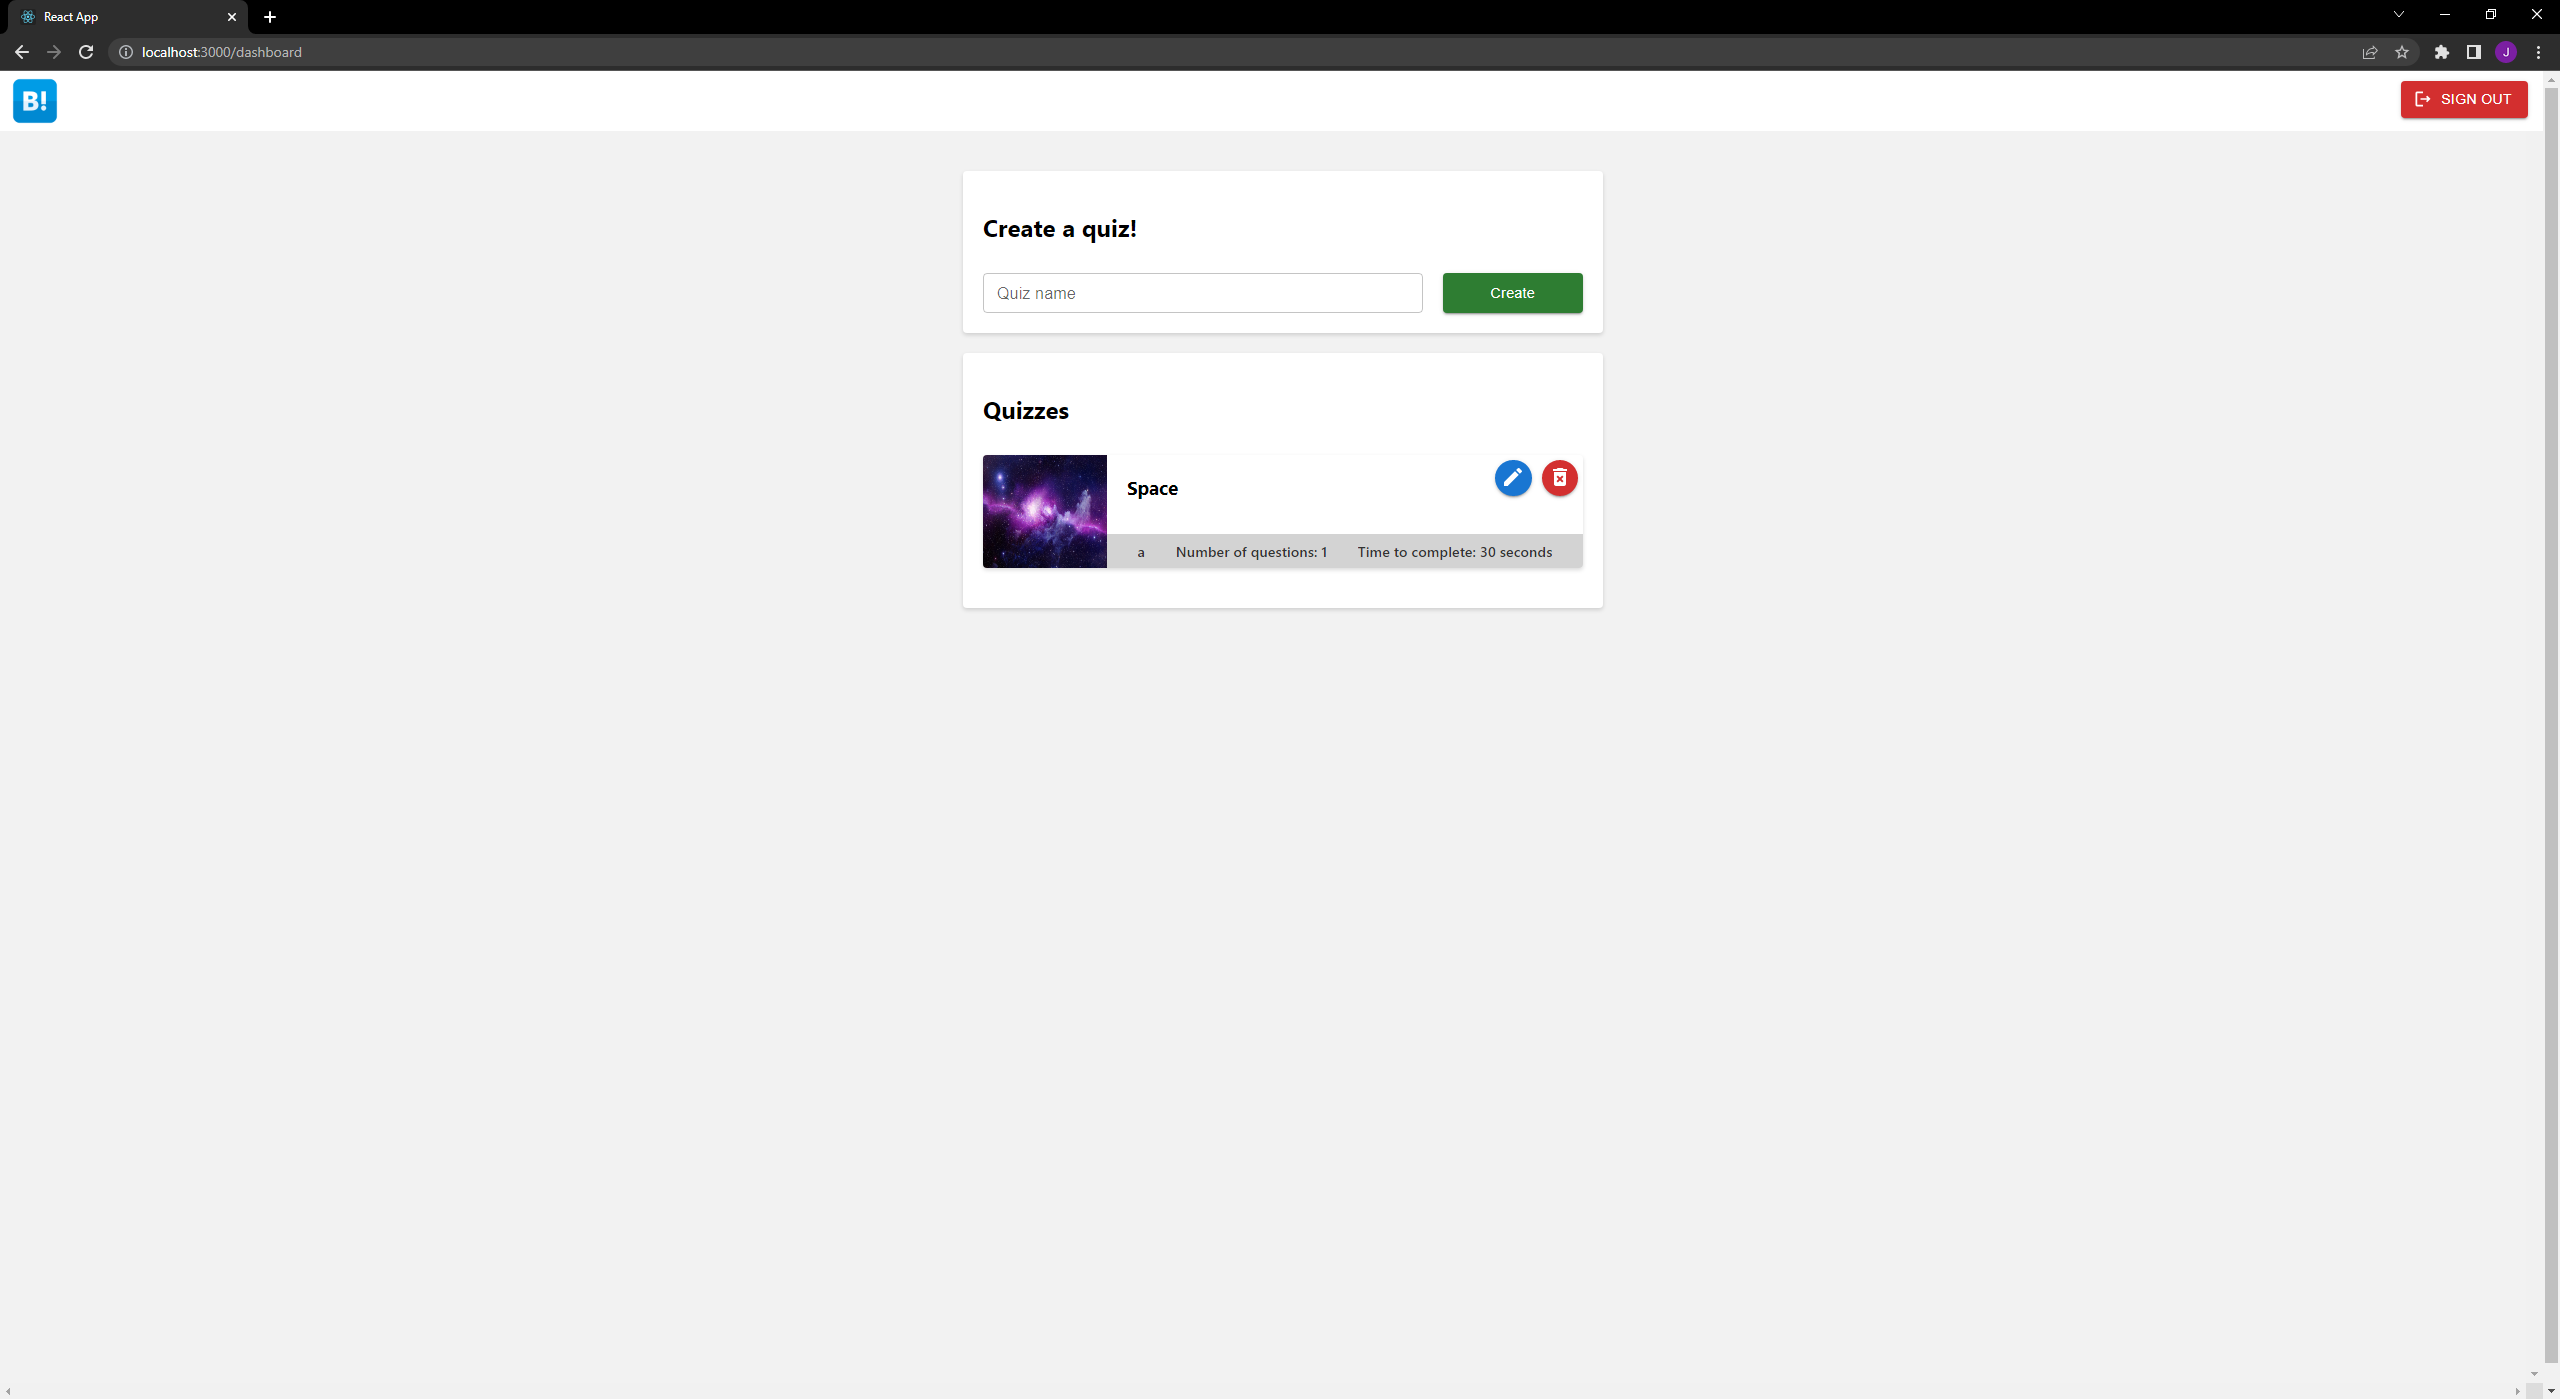 React App
localhost:3000/dashboard
J
B!
SIGN OUT
Create a quiz!
Quiz name
Create
Quizzes
Space
a Number of questions: 1 Time to complete: 30 seconds